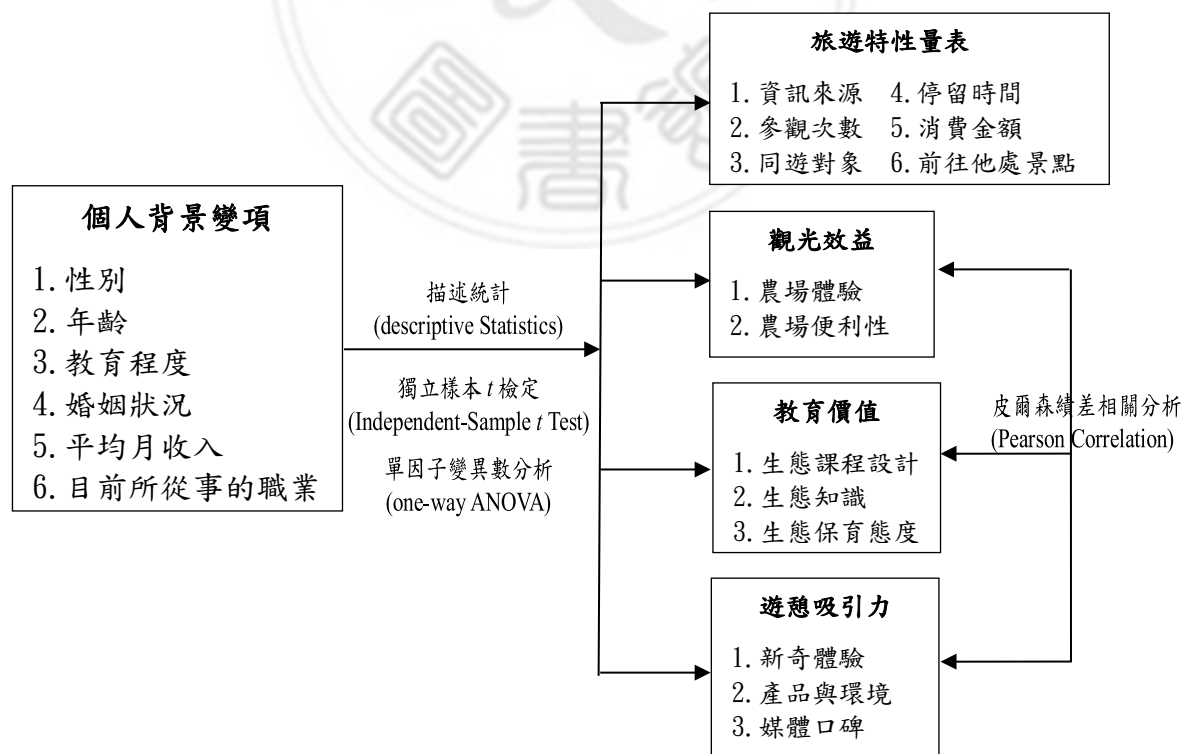 旅遊特性量表
1.資訊來源 4.停留時間
2.參觀次數 5.消費金額
3.同遊對象 6.前往他處景點
個人背景變項
1.性別
2.年齡
3.教育程度
4.婚姻狀況
5.平均月收入
6.目前所從事的職業
描述統計
(descriptive Statistics)
獨立樣本 t 檢定
(Independent-Sample t Test)
單因子變異數分析
(one-way ANOVA)
觀光效益
1.農場體驗
2.農場便利性
教育價值
1.生態課程設計
2.生態知識
3.生態保育態度
皮爾森績差相關分析
(Pearson Correlation)
遊憩吸引力
1.新奇體驗
2.產品與環境
3.媒體口碑
書